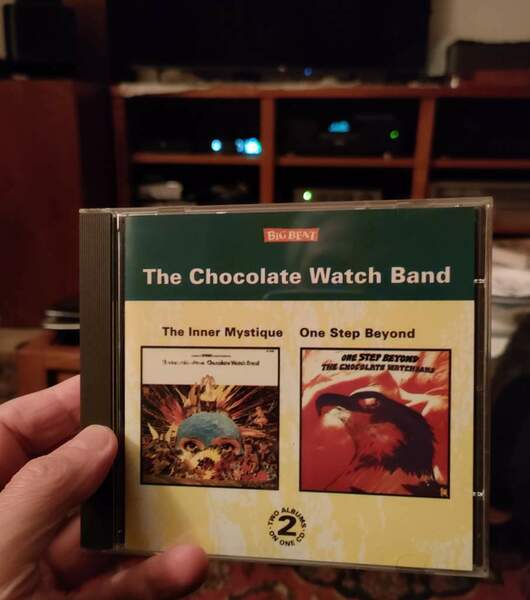 BIG BEAT
The Chocolate Watch Band
The Inner Mystique
One Step Beyond
The Inner Mystique Chocolate Watch Band
ONE STEP BEYOND
THE CHOCOLATE WATCHBAND
TWO ALBUMS
2
ON ONE CD